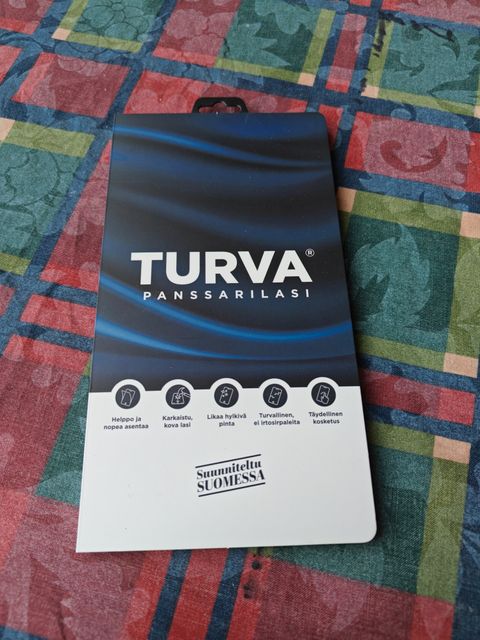 TURVA®
PANSSARILASI
Helppo ja
nopea asentaa
Karkaistu,
kova lasi
Likaa hylkivä
pinta
Turvallinen,
ei irtosirpaleita
Täydellinen
kosketus
Suunniteltu
SUOMESSA